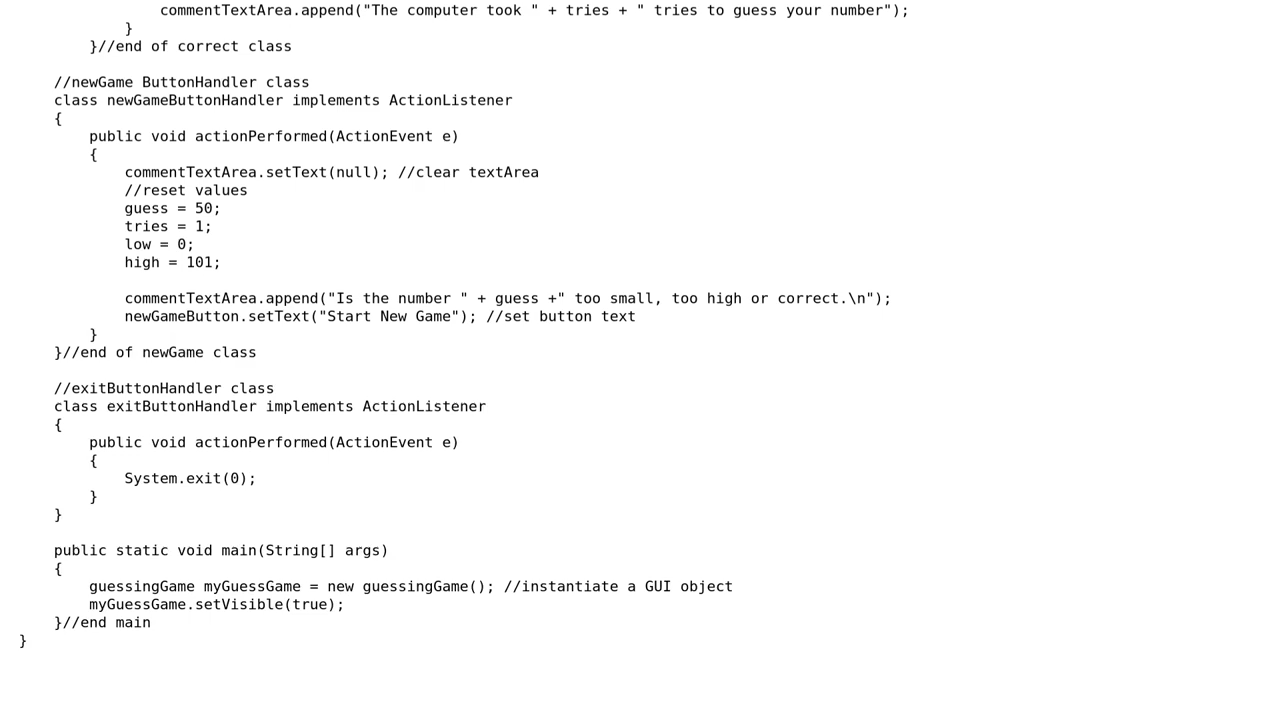 commentTextArea.append("The computer took " + tries + " tries to guess your number");
}
}//end of correct class
//newGame ButtonHandler class
class newGameButtonHandler implements ActionListener
{
public void actionPerformed(ActionEvent e)
{
commentTextArea.setText(null); //clear textArea
//reset values
guess = 50;
tries = 1;
low = 0;
high = 101;
commentTextArea.append("Is the number " + guess +" too small, too high or correct.\n");
newGameButton.setText("Start New Game"); //set button text
}
}//end of newGame class
//exitButtonHandler class
class exitButtonHandler implements ActionListener
{
public void actionPerformed(ActionEvent e)
{
System.exit(0);
}
}
public static void main(String[] args)
{
guessingGame myGuessGame = new guessingGame(); //instantiate a GUI object
myGuessGame.setVisible(true);
}//end main
}